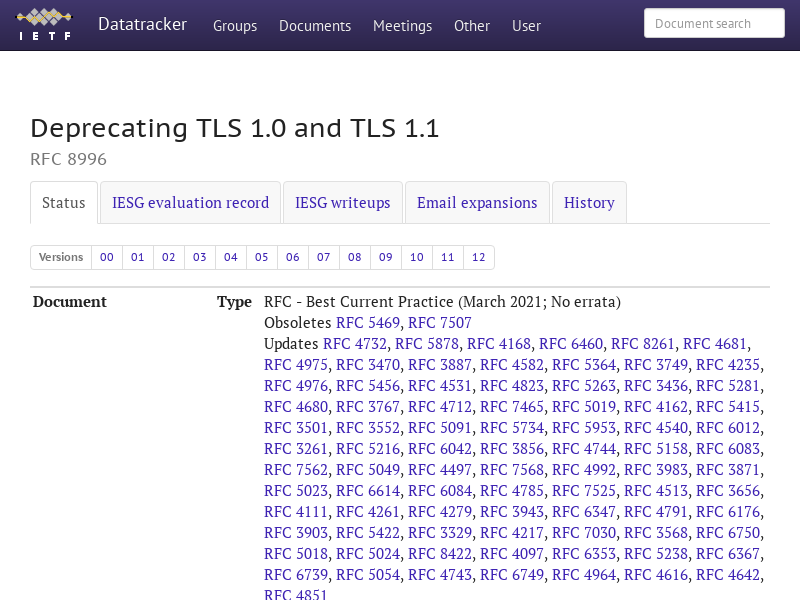 I E T F
Datatracker Groups Documents Meetings Other User Document search
Deprecating TLS 1.0 and TLS 1.1
RFC 8996
Status IESG evaluation record IESG writeups Email expansions History
Versions 00 01 02 03 04 05 06 07 08 09 10 11 12
Document Type RFC - Best Current Practice (March 2021; No errata)
Obsoletes RFC 5469, RFC 7507
Updates RFC 4732, RFC 5878, RFC 4168, RFC 6460, RFC 8261, RFC 4681,
RFC 4975, RFC 3470, RFC 3887, RFC 4582, RFC 5364, RFC 3749, RFC 4235,
RFC 4976, RFC 5456, RFC 4531, RFC 4823, RFC 5263, RFC 3436, RFC 5281,
RFC 4680, RFC 3767, RFC 4712, RFC 7465, RFC 5019, RFC 4162, RFC 5415,
RFC 3501, RFC 3552, RFC 5091, RFC 5734, RFC 5953, RFC 4540, RFC 6012,
RFC 3261, RFC 5216, RFC 6042, RFC 3856, RFC 4744, RFC 5158, RFC 6083,
RFC 7562, RFC 5049, RFC 4497, RFC 7568, RFC 4992, RFC 3983, RFC 3871,
RFC 5023, RFC 6614, RFC 6084, RFC 4785, RFC 7525, RFC 4513, RFC 3656,
RFC 4111, RFC 4261, RFC 4279, RFC 3943, RFC 6347, RFC 4791, RFC 6176,
RFC 3903, RFC 5422, RFC 3329, RFC 4217, RFC 7030, RFC 3568, RFC 6750,
RFC 5018, RFC 5024, RFC 8422, RFC 4097, RFC 6353, RFC 5238, RFC 6367,
RFC 6739, RFC 5054, RFC 4743, RFC 6749, RFC 4964, RFC 4616, RFC 4642,
RFC 4851